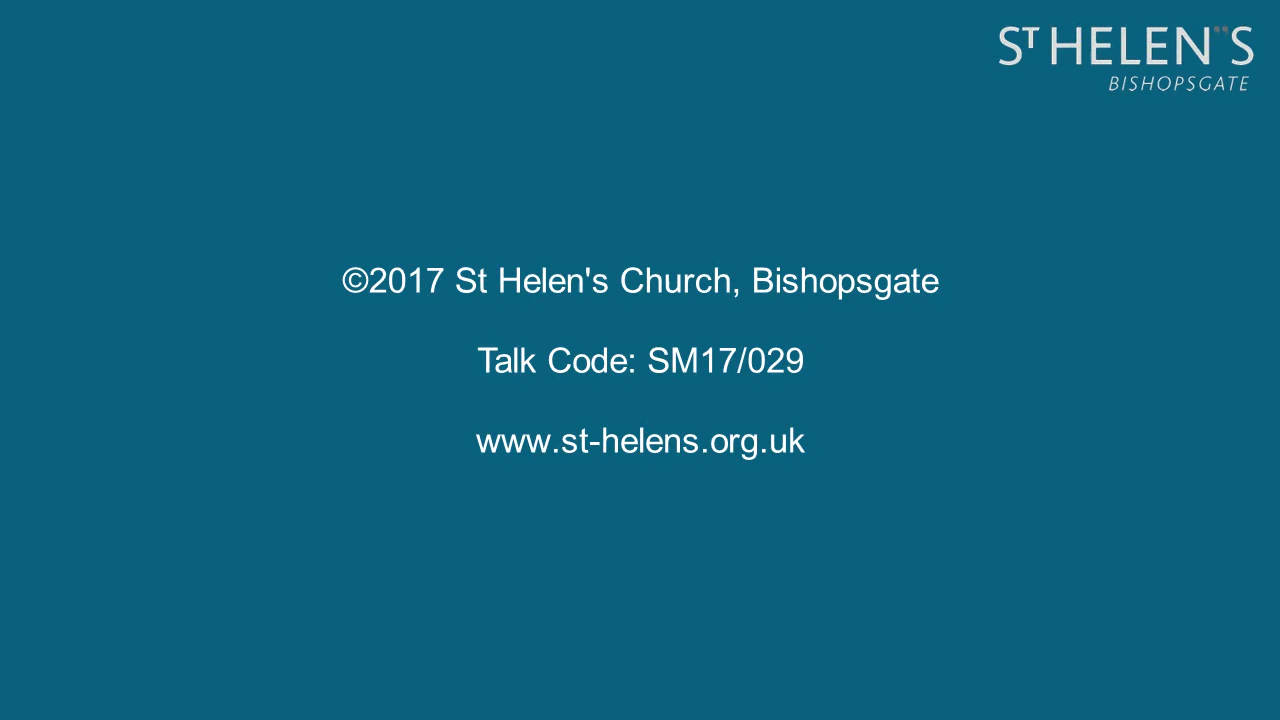 ST HELEN'S
BISHOPSGATE
©2017 St Helen's Church, Bishopsgate
Talk Code: SM17/029
www.st-helens.org.uk